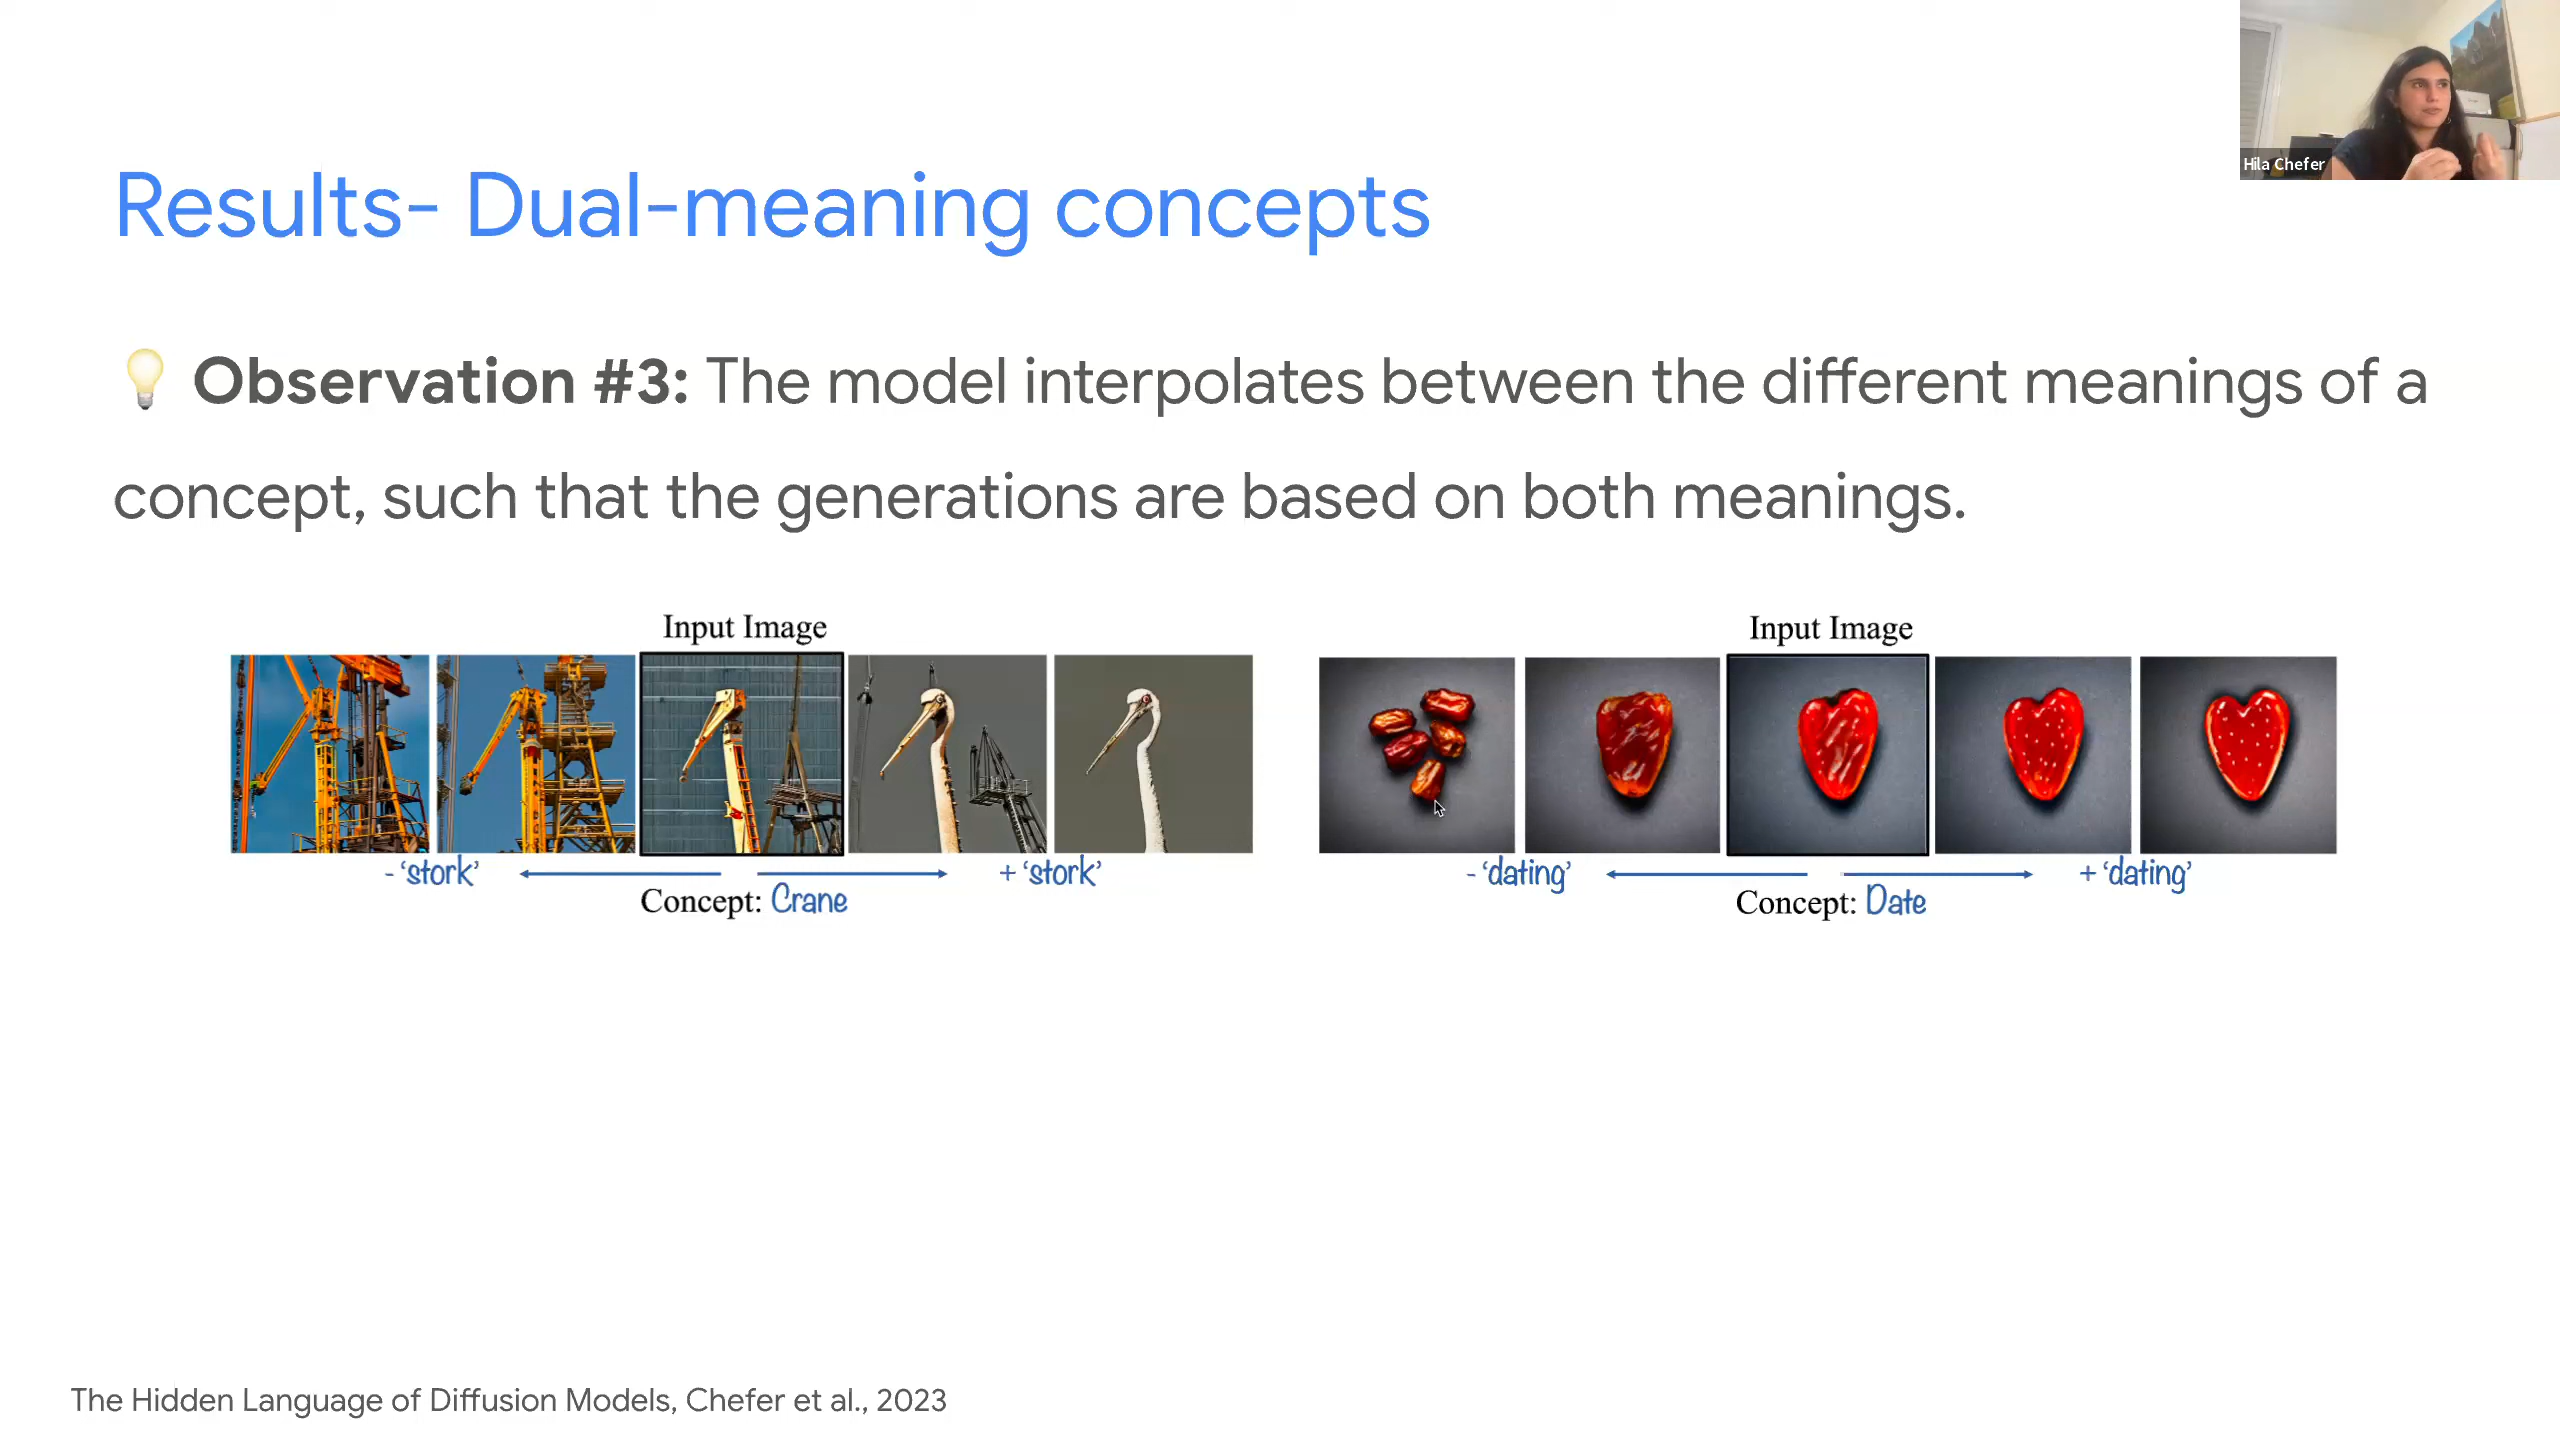 Hila Chefer
Results- Dual-meaning concepts
💡 Observation #3: The model interpolates between the different meanings of a
concept, such that the generations are based on both meanings.
Input Image
- ‘stork’
+ ‘stork’
Concept: Crane
Input Image
- ‘dating’
+ ‘dating’
Concept: Date
The Hidden Language of Diffusion Models, Chefer et al., 2023